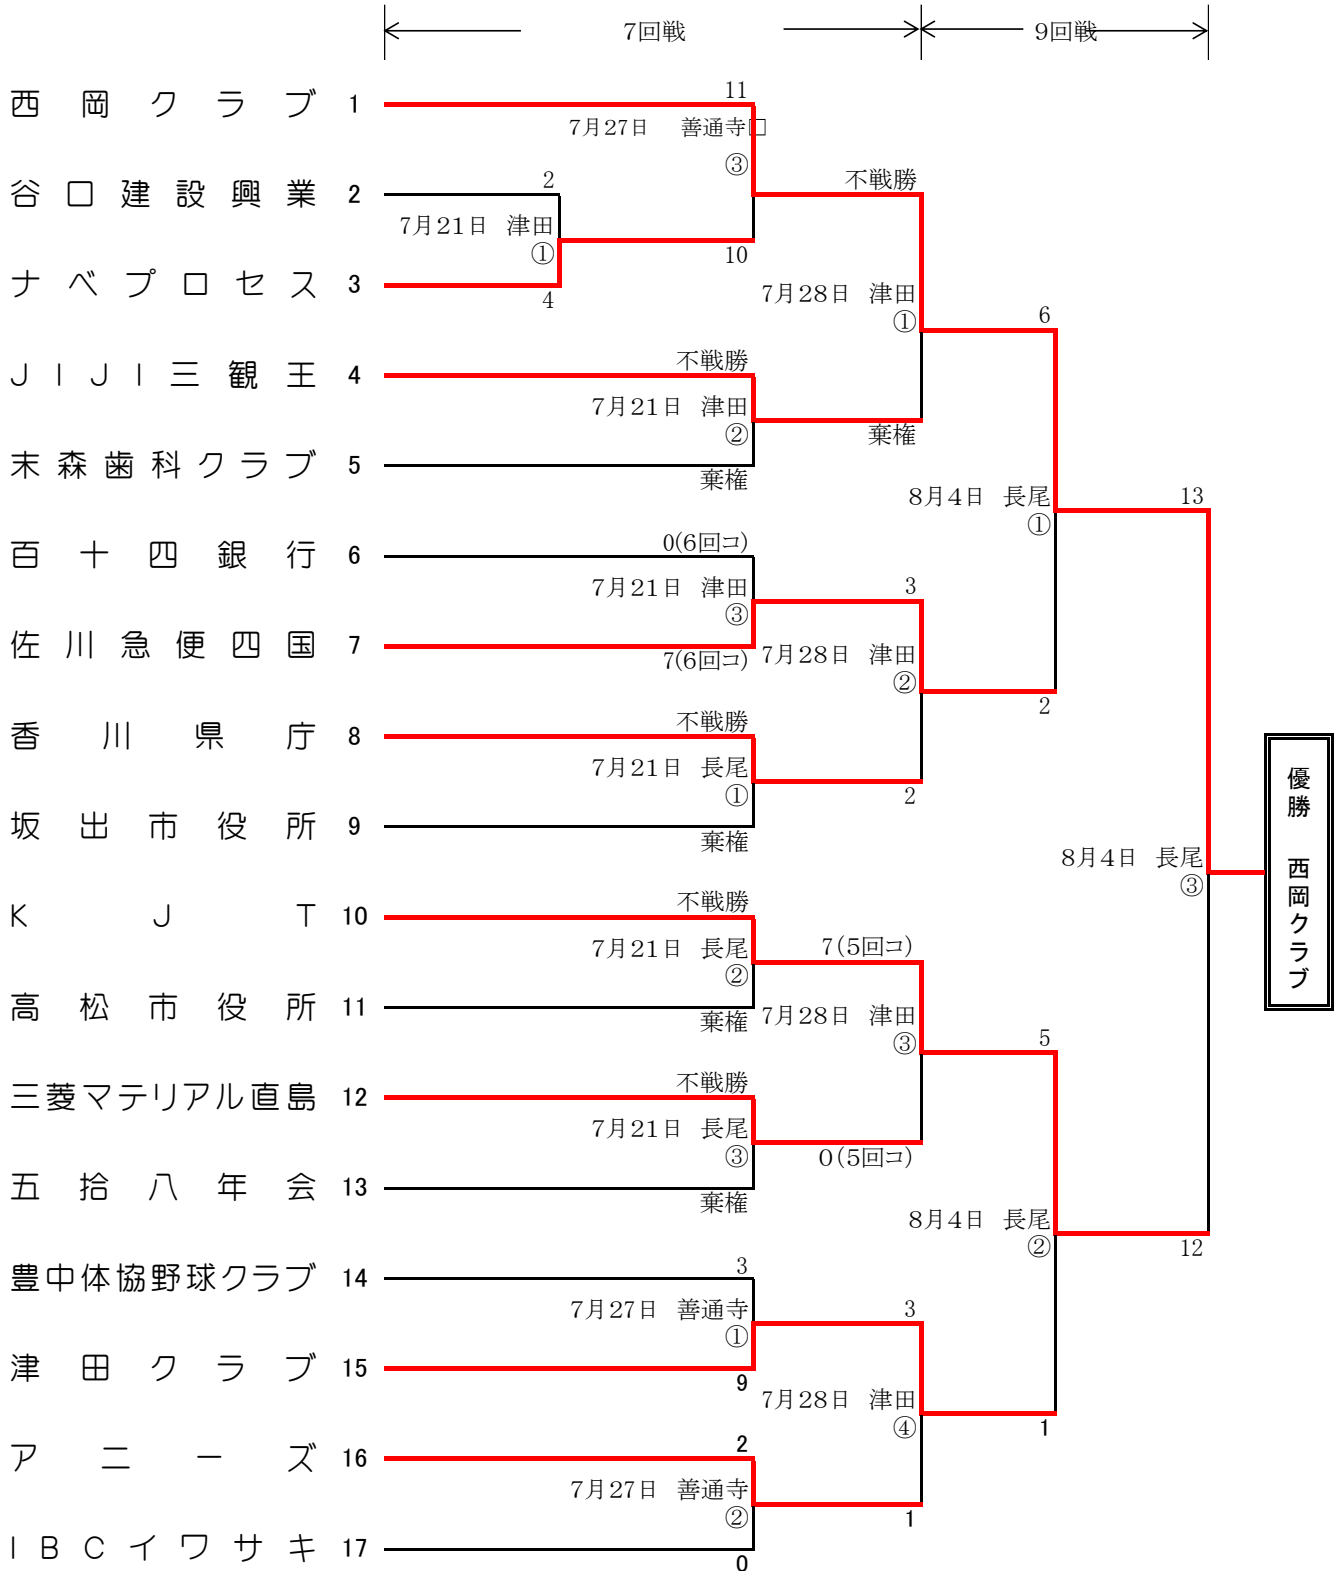 7回戦
9回戦
西岡クラブ 1
11
7月27日 善通寺□
③
谷口建設興業 2
2
不戦勝
7月21日 津田
①
10
ナベプロセス 3
4
7月28日 津田
①
6
JIJI三観王 4
不戦勝
7月21日 津田
②
棄権
末森歯科クラブ 5
棄権
8月4日 長尾
①
13
百十四銀行 6
0(6回コ)
7月21日 津田
③
3
佐川急便四国 7
7(6回コ)
7月28日 津田
②
2
香川県庁 8
不戦勝
7月21日 長尾
①
2
坂出市役所 9
棄権
優勝 西岡クラブ
8月4日 長尾
③
KJT 10
不戦勝
7月21日 長尾
②
7(5回コ)
高松市役所 11
棄権
7月28日 津田
③
5
三菱マテリアル直島 12
不戦勝
7月21日 長尾
③
0(5回コ)
五拾八年会 13
棄権
8月4日 長尾
②
12
豊中体協野球クラブ 14
3
7月27日 善通寺
①
3
津田クラブ 15
9
7月28日 津田
④
1
アニーズ 16
2
7月27日 善通寺
②
1
IBCイワサキ 17
0